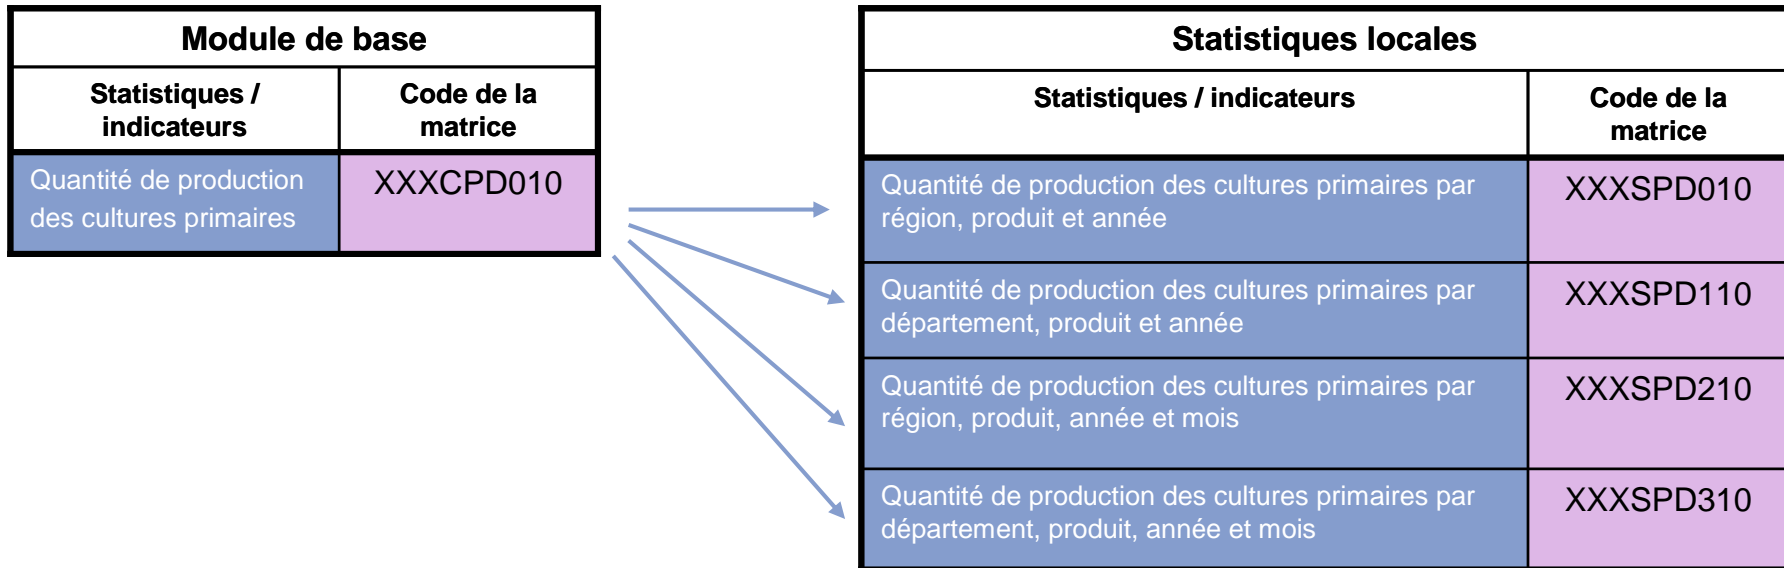 Module de base
Statistiques /
indicateurs
Code de la
matrice
Quantité de production
des cultures primaires
XXXCPD010
Statistiques locales
Statistiques / indicateurs
Code de la
matrice
Quantité de production des cultures primaires par
région, produit et année
XXXSPD010
Quantité de production des cultures primaires par
département, produit et année
XXXSPD110
Quantité de production des cultures primaires par
région, produit, année et mois
XXXSPD210
Quantité de production des cultures primaires par
département, produit, année et mois
XXXSPD310